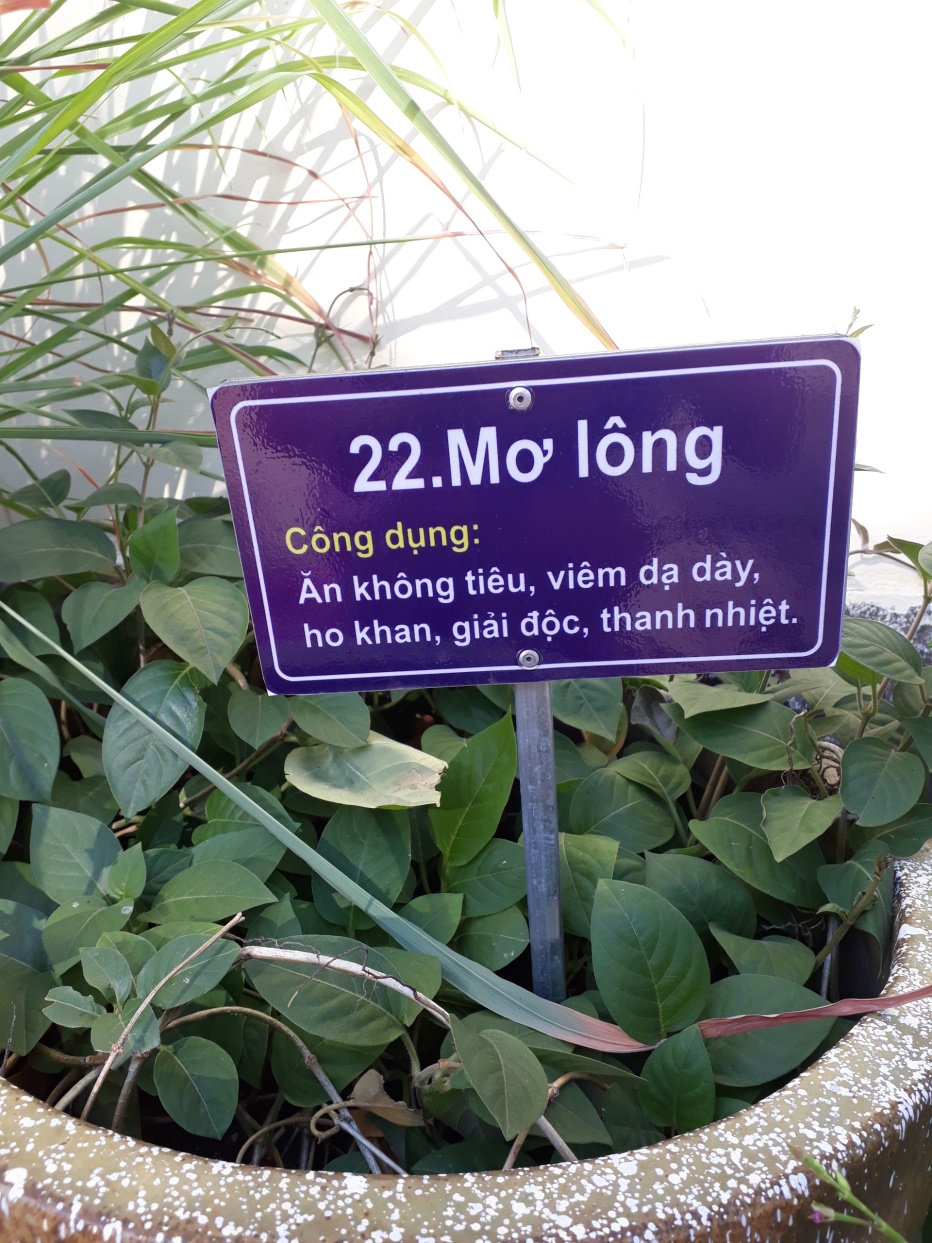 22.Mơ lông
Công dụng:
Ăn không tiêu, viêm dạ dày,
ho khan, giải độc, thanh nhiệt.